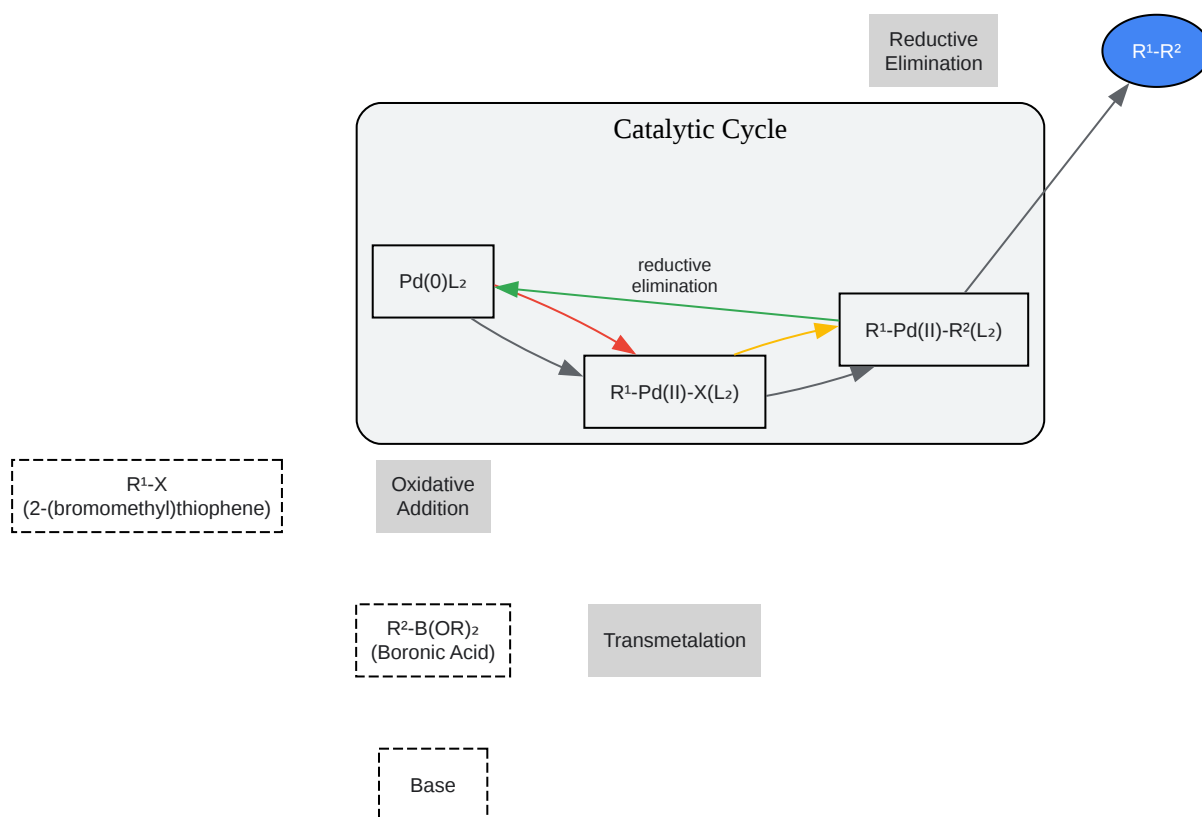 Reductive
Elimination
R¹-R²
Catalytic Cycle
Pd(0)L₂
reductive
elimination
R¹-Pd(II)-R²(L₂)
R¹-Pd(II)-X(L₂)
R¹-X
(2-(bromomethyl)thiophene)
Oxidative
Addition
R²-B(OR)₂
(Boronic Acid)
Transmetalation
Base